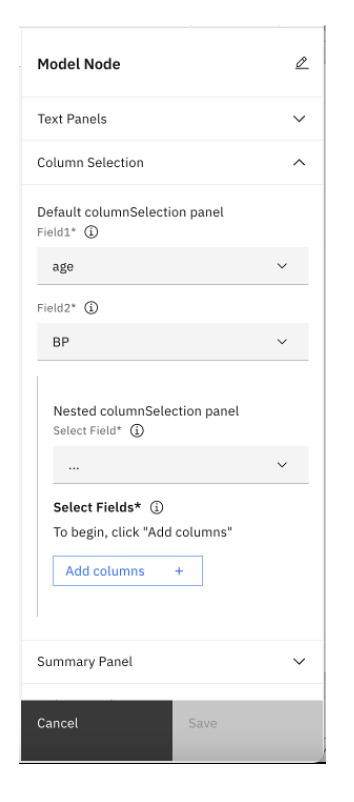 Model Node
Text Panels
Column Selection
Default columnSelection panel
Field1*
age
Field2*
BP
Nested columnSelection panel
Select Field*
...
Select Fields*
To begin, click "Add columns"
Add columns +
Summary Panel
Cancel
Save